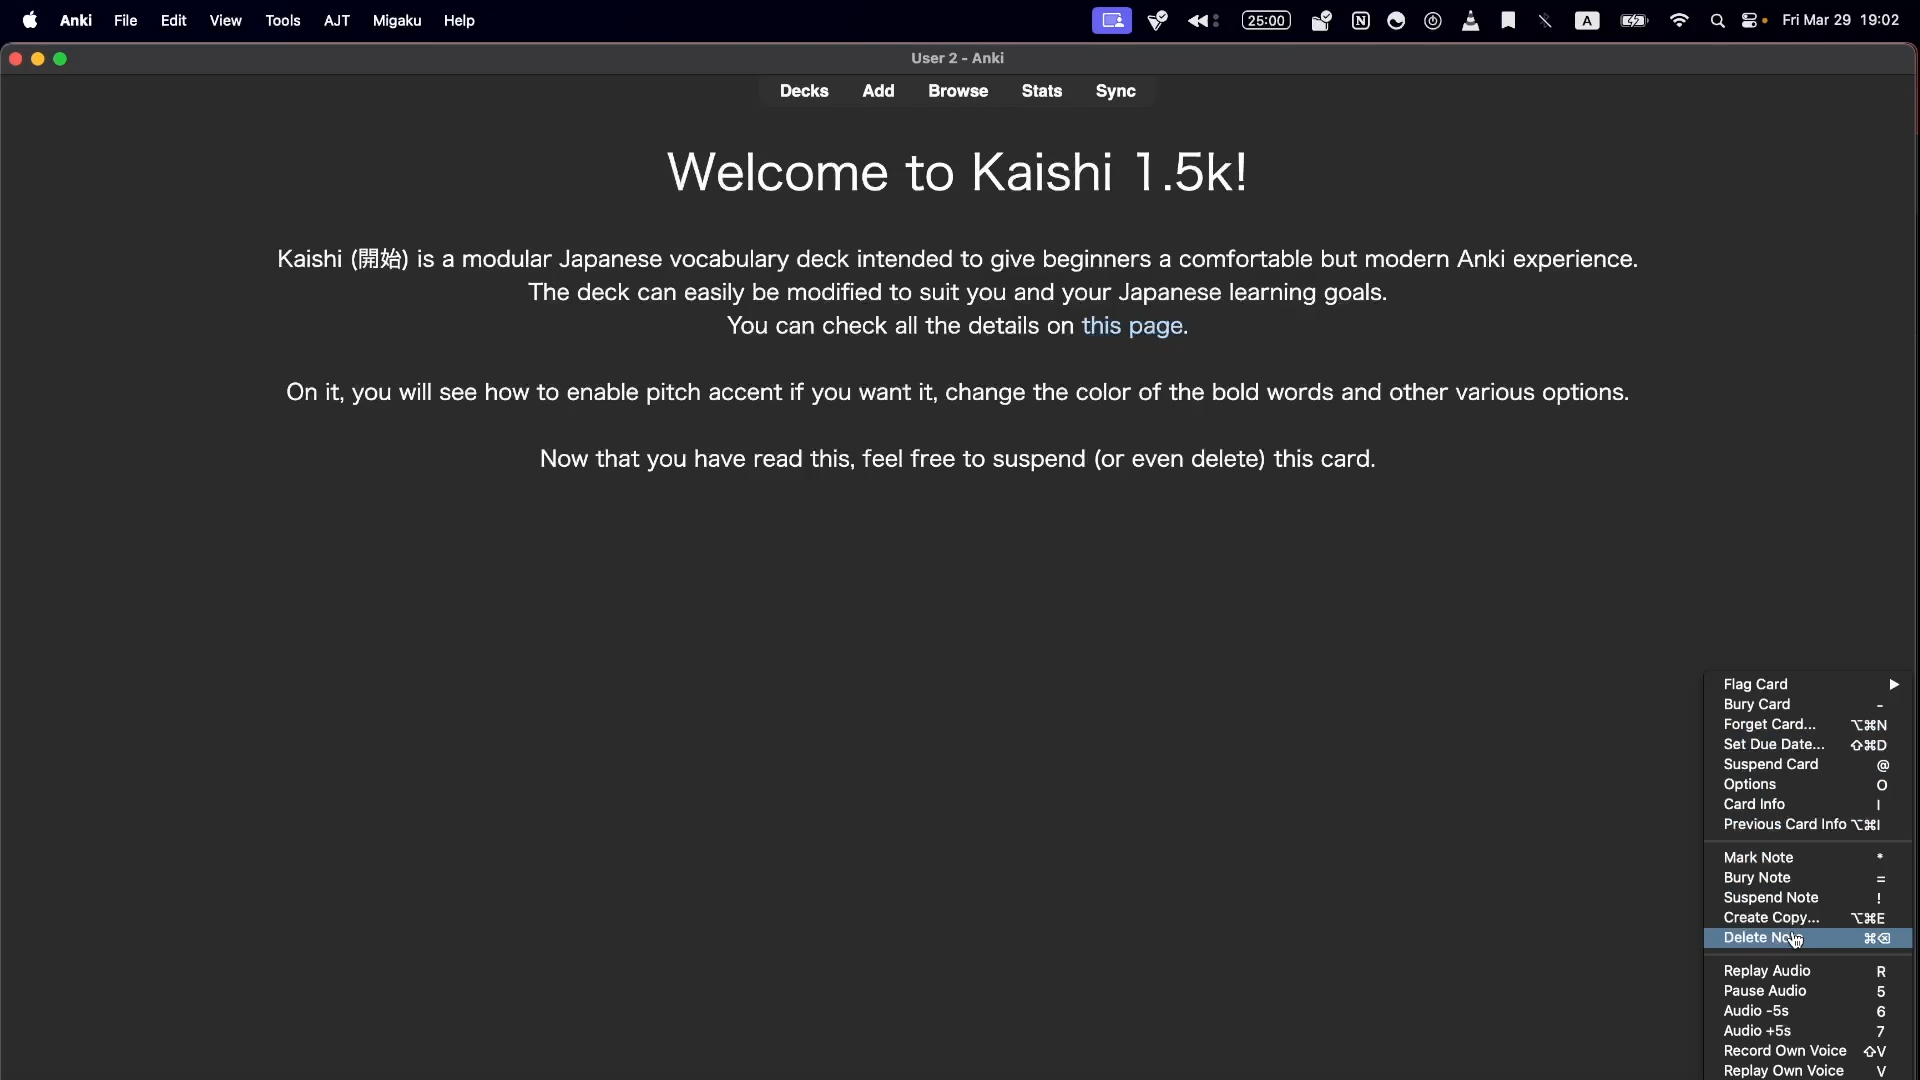 Anki File Edit View Tools AJT Migaku Help 25:00 A Fri Mar 29 19:02
User 2 - Anki
Decks Add Browse Stats Sync
Welcome to Kaishi 1.5k!
Kaishi (開始) is a modular Japanese vocabulary deck intended to give beginners a comfortable but modern Anki experience.
The deck can easily be modified to suit you and your Japanese learning goals.
You can check all the details on this page.
On it, you will see how to enable pitch accent if you want it, change the color of the bold words and other various options.
Now that you have read this, feel free to suspend (or even delete) this card.
Flag Card ▶
Bury Card -
Forget Card... ⌥⌘N
Set Due Date... ⇧⌘D
Suspend Card @
Options O
Card Info I
Previous Card Info ⌥⌘I
Mark Note *
Bury Note =
Suspend Note !
Create Copy... ⌥⌘E
Delete Note ⌘⌫
Replay Audio R
Pause Audio 5
Audio -5s 6
Audio +5s 7
Record Own Voice ⇧V
Replay Own Voice V